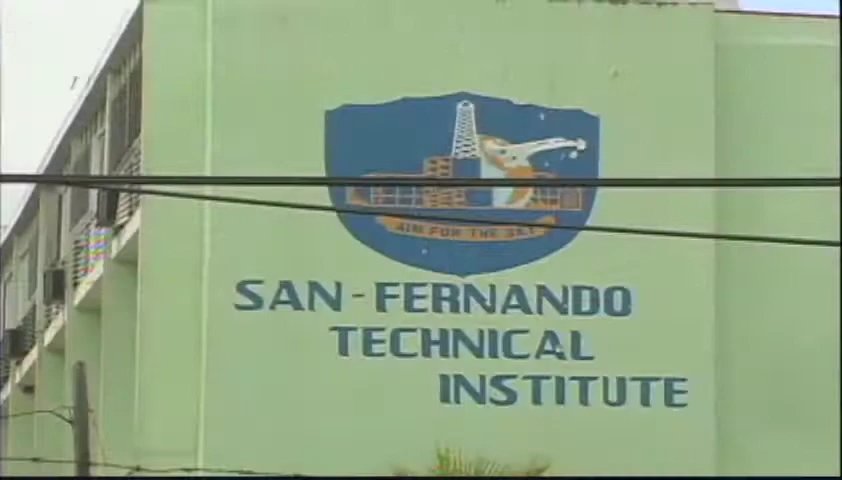 AIM FOR THE SKY
SAN-FERNANDO
TECHNICAL
INSTITUTE